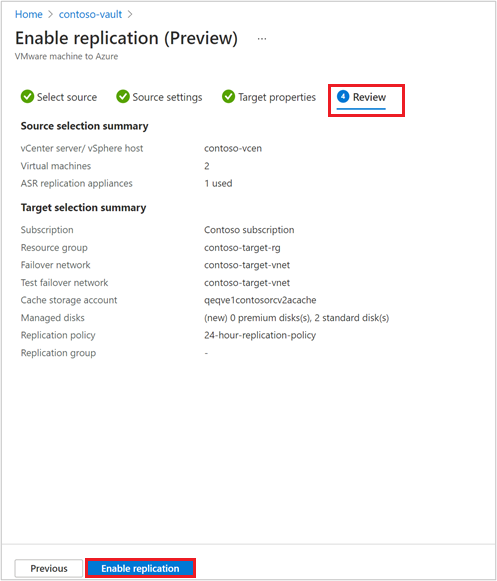 Home > contoso-vault >
Enable replication (Preview) ...
VMware machine to Azure
Select source Source settings Target properties 4 Review
Source selection summary
vCenter server/ vSphere host contoso-vcen
Virtual machines 2
ASR replication appliances 1 used
Target selection summary
Subscription Contoso subscription
Resource group contoso-target-rg
Failover network contoso-target-vnet
Test failover network contoso-target-vnet
Cache storage account qeqve1contosorcv2acache
Managed disks (new) 0 premium disks(s), 2 standard disk(s)
Replication policy 24-hour-replication-policy
Replication group -
Previous Enable replication